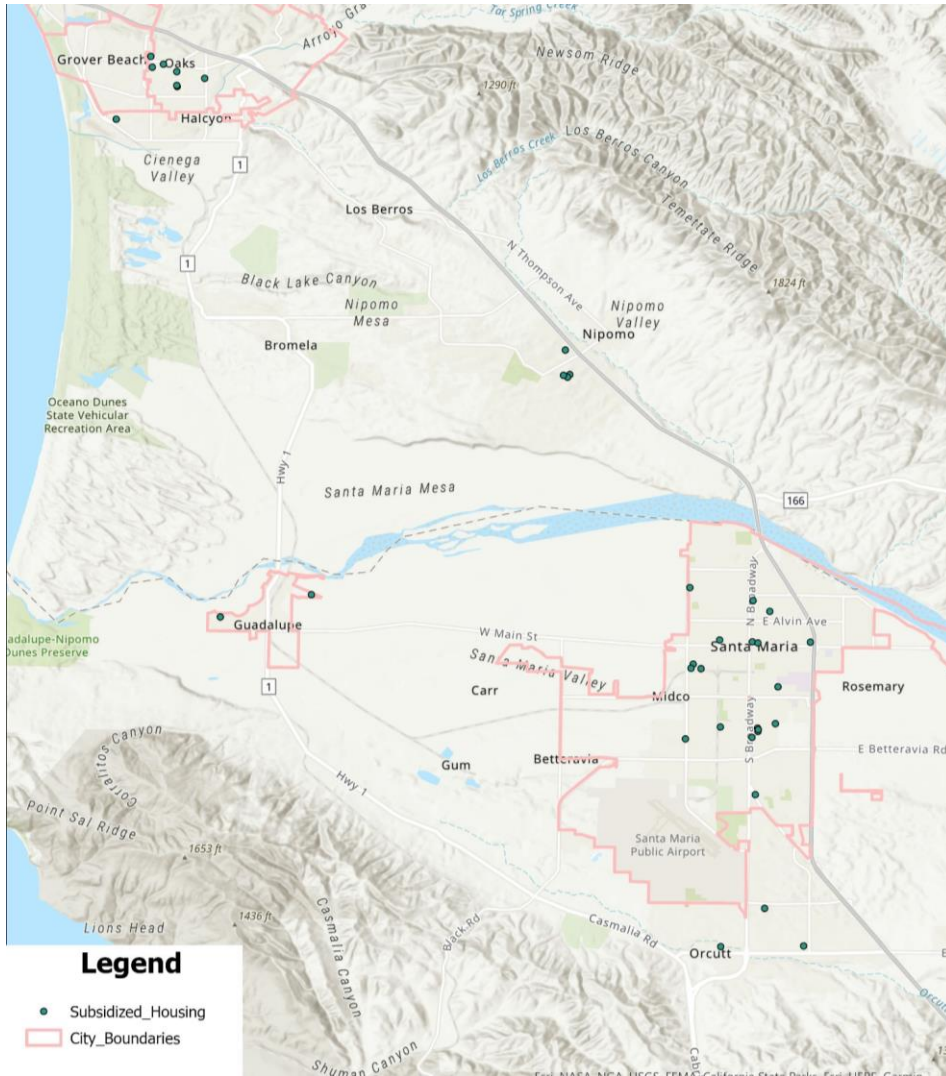 Tar Spring Creek
Arroyo Gra
Newsom Ridge
Grover Beach
Oaks
1290 ft
Halcyon
Los Berros Canyon
Los Berros Creek
Cienega
Valley
1
Los Berros
Temettate Ridge
N Thompson Ave
1
Black Lake Canyon
1824 ft
Nipomo
Mesa
Nipomo
Valley
Nipomo
Bromela
Oceano Dunes
State Vehicular
Recreation Area
Hwy 1
Santa Maria Mesa
166
N Broadway
Guadalupe
E Alvin Ave
adalupe-Nipomo
Dunes Preserve
W Main St
Santa Maria
Santa Maria Valley
1
Carr
Midco
Rosemary
Corralitos Canyon
S Broadway
Betteravia
E Betteravia Rd
Gum
Hwy 1
Point Sal Ridge
Santa Maria
Public Airport
1653 ft
1436 ft
Casmalia Canyon
Lions Head
Black Rd
Casmalia Rd
Orcutt
E
Legend
Subsidized_Housing
City_Boundaries
Orcutt
Shuman Canyon
Cab